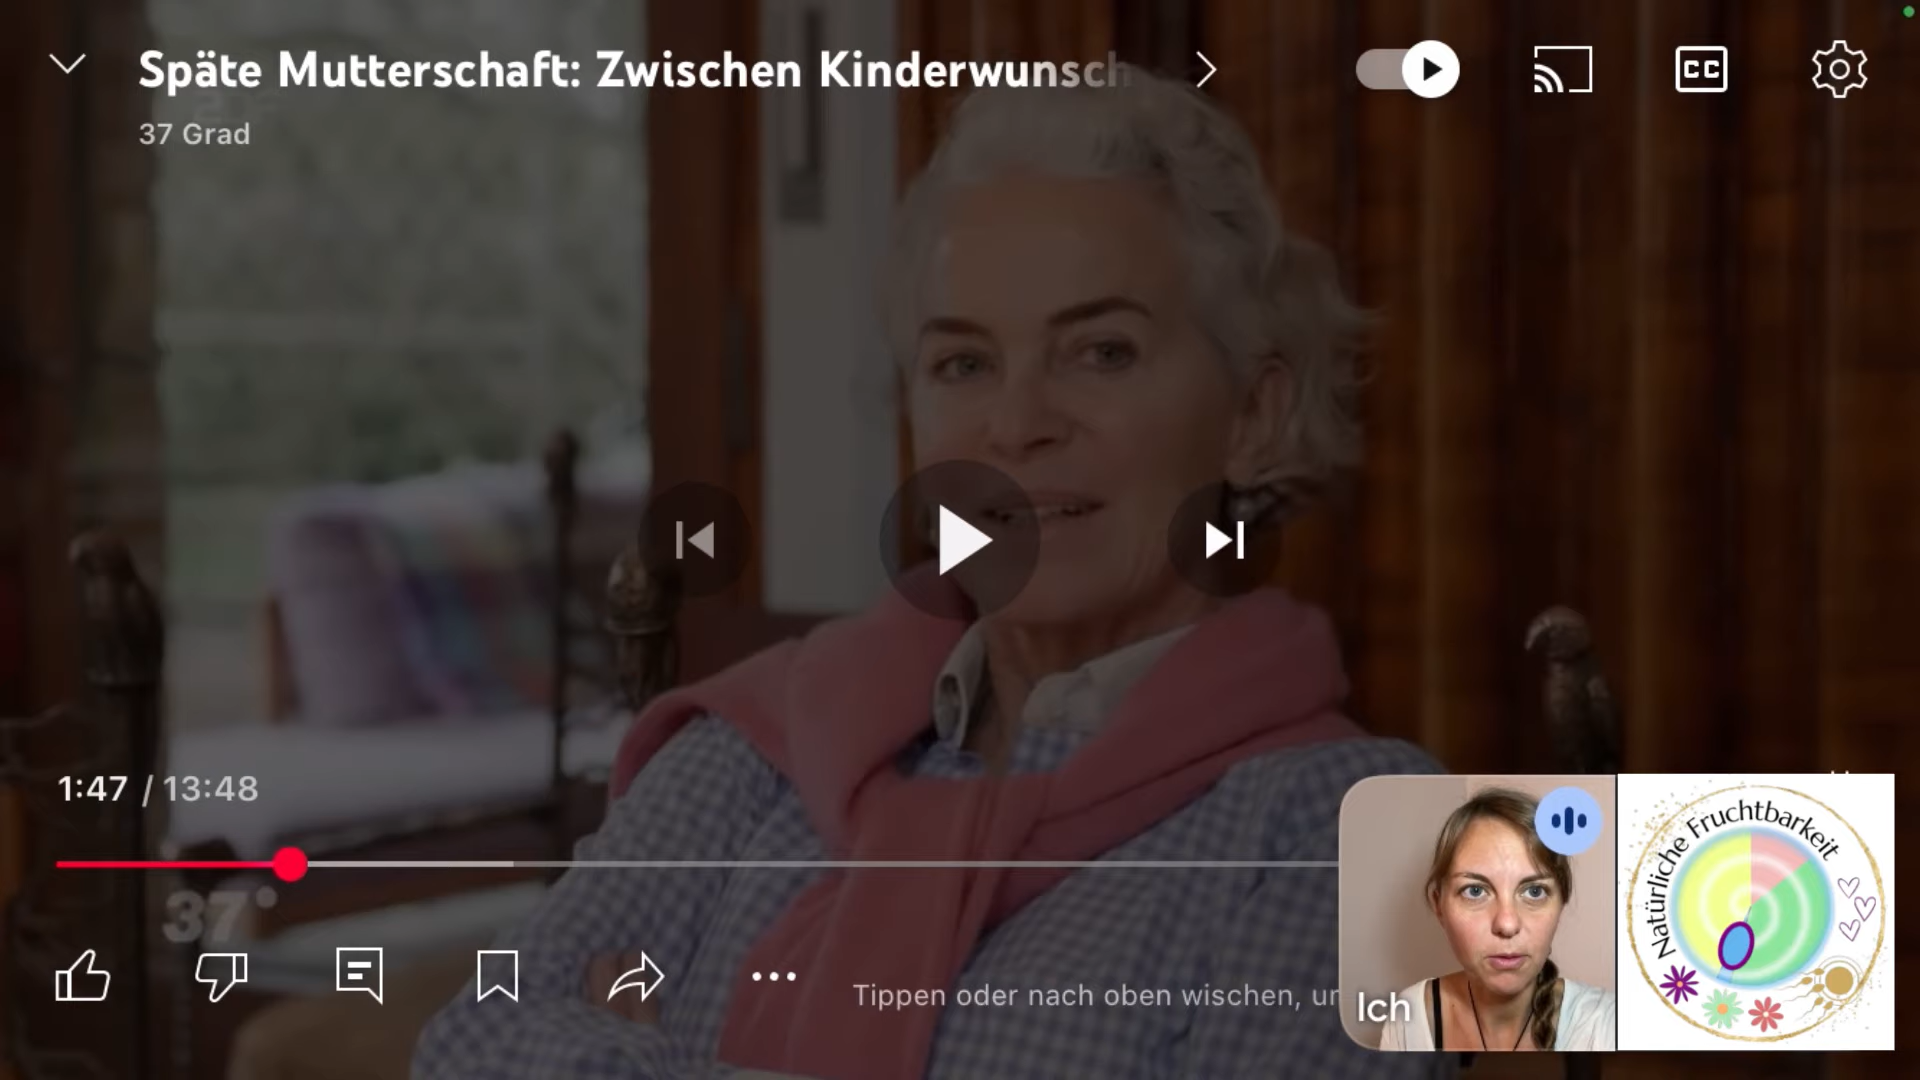 Späte Mutterschaft: Zwischen Kinderwunsch
37 Grad
CC
1:47 / 13:48
37°
Tippen oder nach oben wischen, un
Ich
Natürliche Fruchtbarkeit